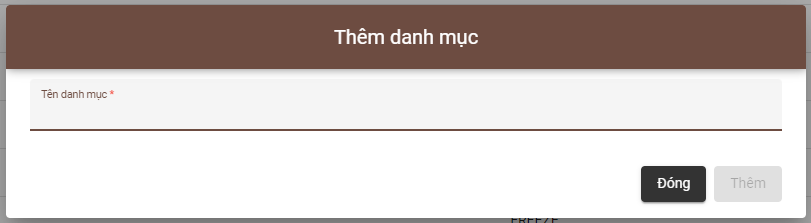 Thêm danh mục
Tên danh mục *
Đóng
Thêm